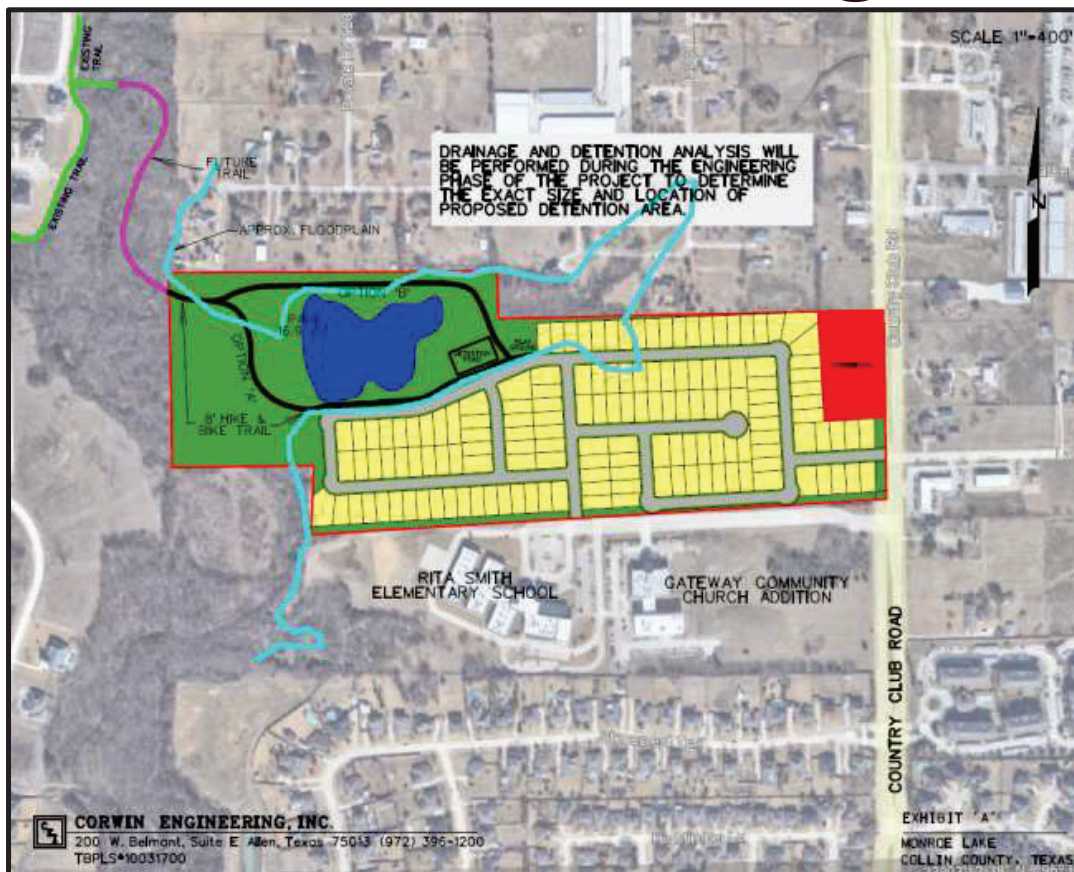 SCALE 1"=400'
EXISTING
TRAIL
EXISTING TRAIL
FUTURE
TRAIL
DRAINAGE AND DETENTION ANALYSIS WILL
BE PERFORMED DURING THE ENGINEERING
PHASE OF THE PROJECT TO DETERMINE
THE EXACT SIZE AND LOCATION OF
PROPOSED DETENTION AREA.
APPROX. FLOODPLAIN
Z
OPTION 'B'
OPTION 'A'
8' HIKE &
BIKE TRAIL
RITA SMITH
ELEMENTARY SCHOOL
GATEWAY COMMUNITY
CHURCH ADDITION
COUNTRY CLUB ROAD
CORWIN ENGINEERING, INC.
200 W. Belmont, Suite E Allen, Texas 75013 (972) 396-1200
TBPLS#10031700
EXHIBIT 'A'
MONROE LAKE
COLLIN COUNTY, TEXAS